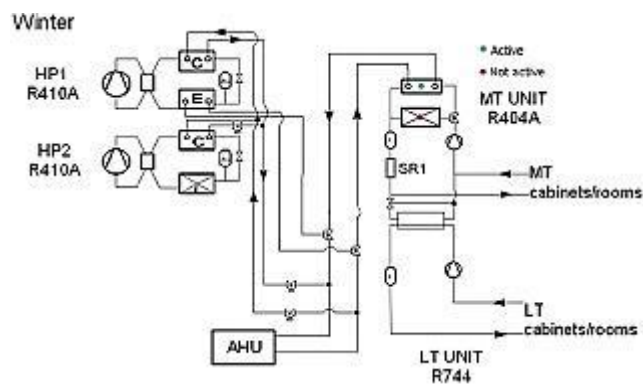 Winter
HP1
R410A
C
E
HP2
R410A
C
Active
Not active
MT UNIT
R404A
SR1
MT
cabinets/rooms
LT
cabinets/rooms
AHU
LT UNIT
R744